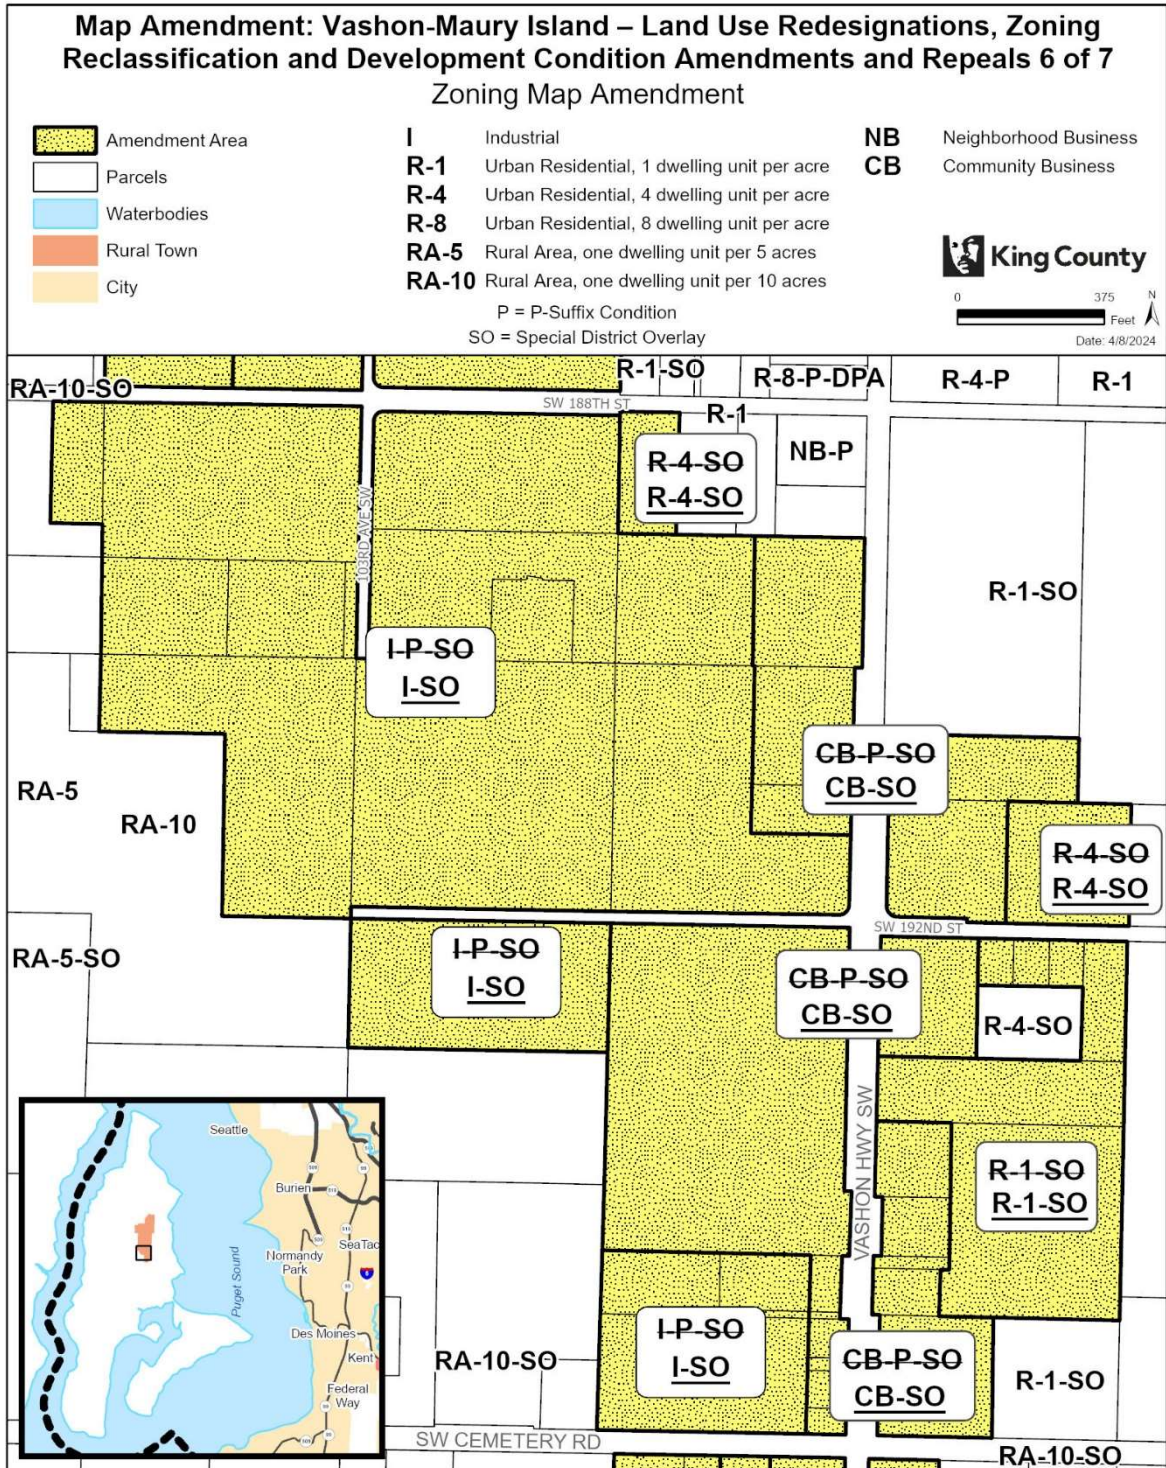 Map Amendment: Vashon-Maury Island – Land Use Redesignations, Zoning
Reclassification and Development Condition Amendments and Repeals 6 of 7
Zoning Map Amendment
Amendment Area
Parcels
Waterbodies
Rural Town
City
I Industrial
R-1 Urban Residential, 1 dwelling unit per acre
R-4 Urban Residential, 4 dwelling unit per acre
R-8 Urban Residential, 8 dwelling unit per acre
RA-5 Rural Area, one dwelling unit per 5 acres
RA-10 Rural Area, one dwelling unit per 10 acres
P = P-Suffix Condition
SO = Special District Overlay
NB Neighborhood Business
CB Community Business
King County
0 375
Feet
N
Date: 4/8/2024
RA-10-SO
R-1-SO
R-8-P-DPA
R-4-P
R-1
SW 188TH ST
R-1
NB-P
R-4-SO
R-4-SO
103RD AVE SW
R-1-SO
I-P-SO
I-SO
CB-P-SO
CB-SO
RA-5
RA-10
R-4-SO
R-4-SO
SW 192ND ST
RA-5-SO
I-P-SO
I-SO
CB-P-SO
CB-SO
R-4-SO
VASHON HWY SW
R-1-SO
R-1-SO
Seattle
Burien
SeaTac
Normandy
Park
Puget Sound
Des Moines
Kent
Federal
Way
509
518
99
5
I-P-SO
I-SO
RA-10-SO
CB-P-SO
CB-SO
R-1-SO
SW CEMETERY RD
RA-10-SO